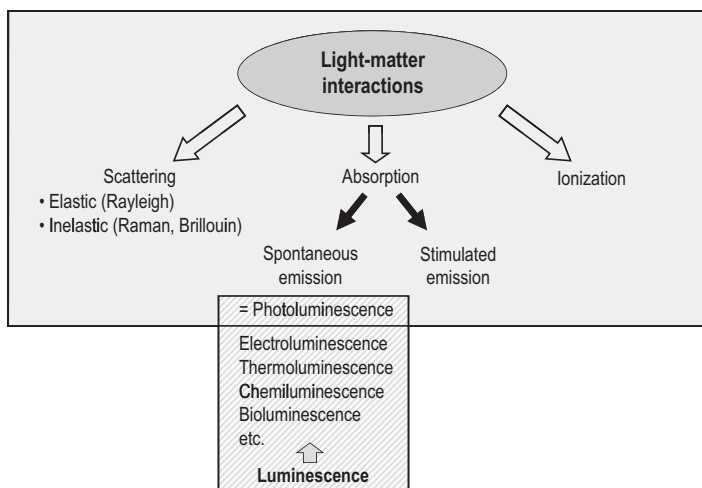 Light-matter
interactions
Scattering
• Elastic (Rayleigh)
• Inelastic (Raman, Brillouin)
Absorption
Ionization
Spontaneous
emission
Stimulated
emission
= Photoluminescence
Electroluminescence
Thermoluminescence
Chemiluminescence
Bioluminescence
etc.
Luminescence